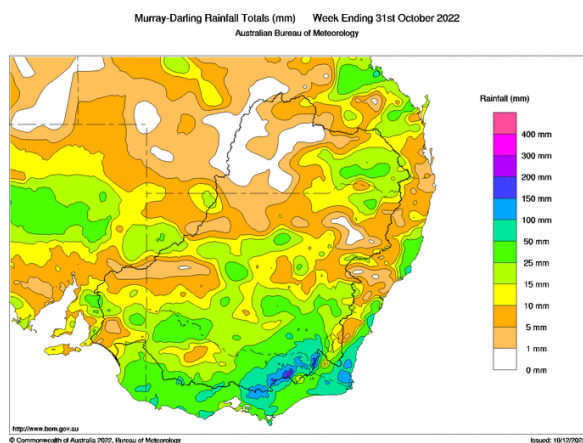 Murray-Darling Rainfall Totals (mm) Week Ending 31st October 2022
Australian Bureau of Meteorology
Rainfall (mm)
400 mm
300 mm
200 mm
150 mm
100 mm
50 mm
25 mm
15 mm
10 mm
5 mm
1 mm
0 mm
http://www.bom.gov.au
© Commonwealth of Australia 2022, Bureau of Meteorology
Issued: 10/12/202